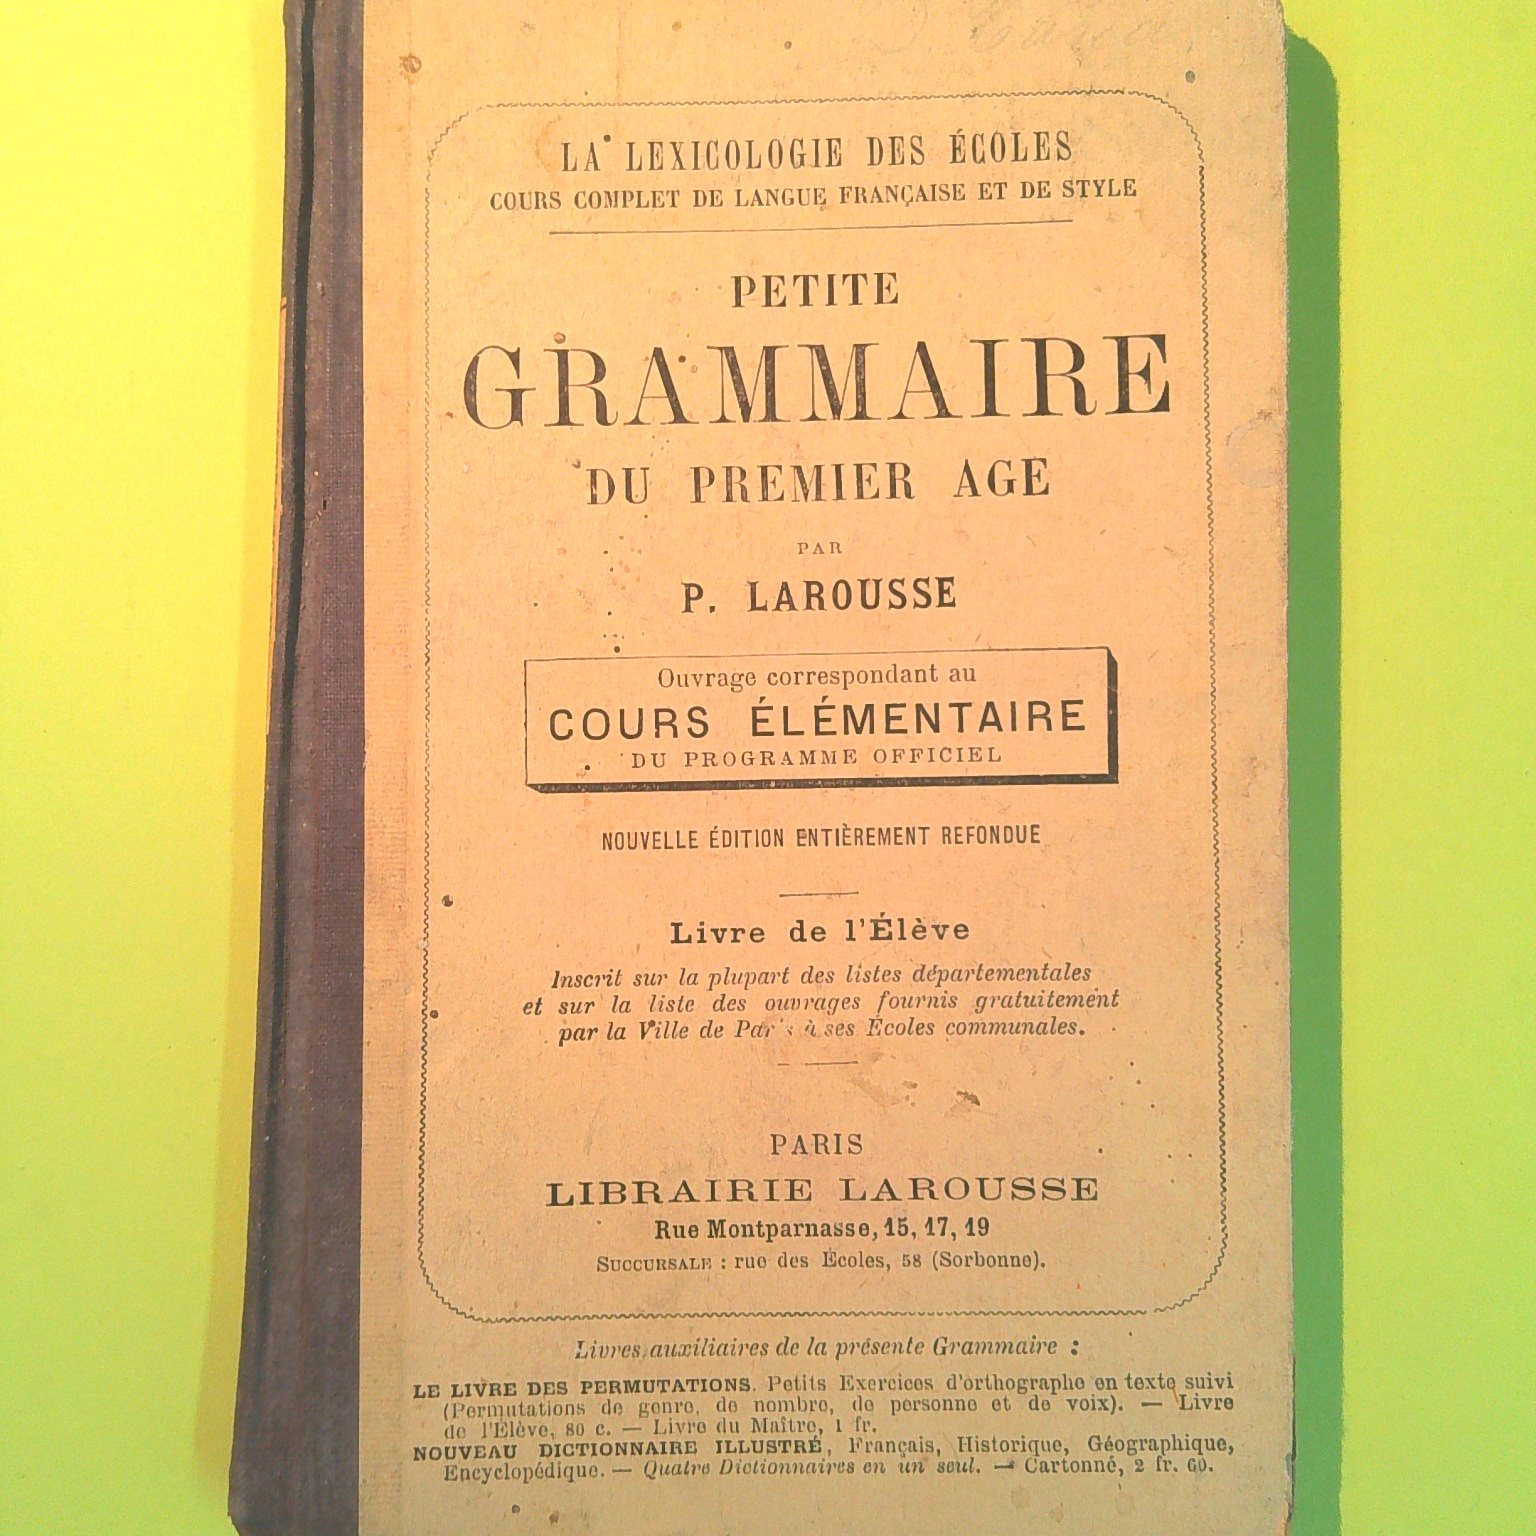 LA LEXICOLOGIE DES ÉCOLES
COURS COMPLET DE LANGUE FRANÇAISE ET DE STYLE
PETITE
GRAMMAIRE
DU PREMIER AGE
PAR
P. LAROUSSE
Ouvrage correspondant au
COURS ÉLÉMENTAIRE
DU PROGRAMME OFFICIEL
NOUVELLE ÉDITION ENTIÈREMENT REFONDUE
Livre de l'Élève
Inscrit sur la plupart des listes départementales
et sur la liste des ouvrages fournis gratuitement
par la Ville de Paris à ses Écoles communales.
PARIS
LIBRAIRIE LAROUSSE
Rue Montparnasse, 15, 17, 19
SUCCURSALE : rue des Écoles, 58 (Sorbonne).
Livres auxiliaires de la présente Grammaire :
LE LIVRE DES PERMUTATIONS. Petits Exercices d'orthographe en texte suivi
(Permutations de genre, de nombre, de personne et de voix). — Livre
de l'Élève, 80 c. — Livre du Maître, 1 fr.
NOUVEAU DICTIONNAIRE ILLUSTRÉ, Français, Historique, Géographique,
Encyclopédique. — Quatre Dictionnaires en un seul. — Cartonné, 2 fr. 60.